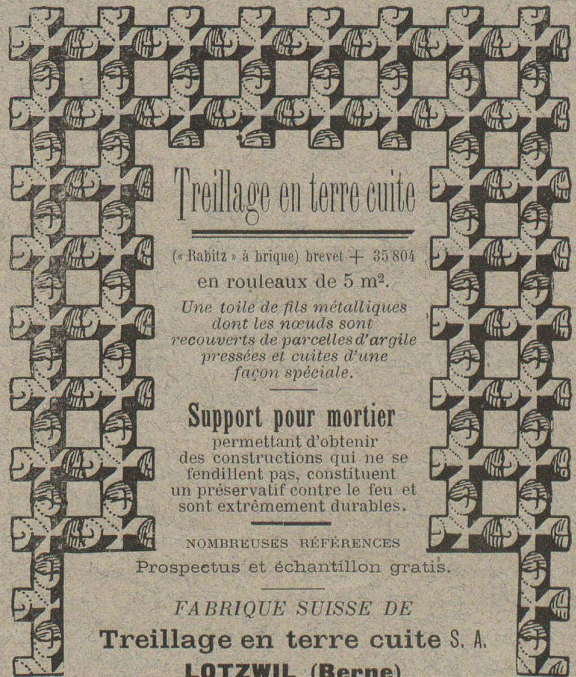 Treillage en terre cuite
(« Rabitz » à brique) brevet + 35 804
en rouleaux de 5 m².
Une toile de fils métalliques
dont les nœuds sont
recouverts de parcelles d'argile
pressées et cuites d'une
façon spéciale.
Support pour mortier
permettant d'obtenir
des constructions qui ne se
fendillent pas, constituent
un préservatif contre le feu et
sont extrêmement durables.
NOMBREUSES RÉFÉRENCES
Prospectus et échantillon gratis.
FABRIQUE SUISSE DE
Treillage en terre cuite S. A.
LOTZWIL (Berne)